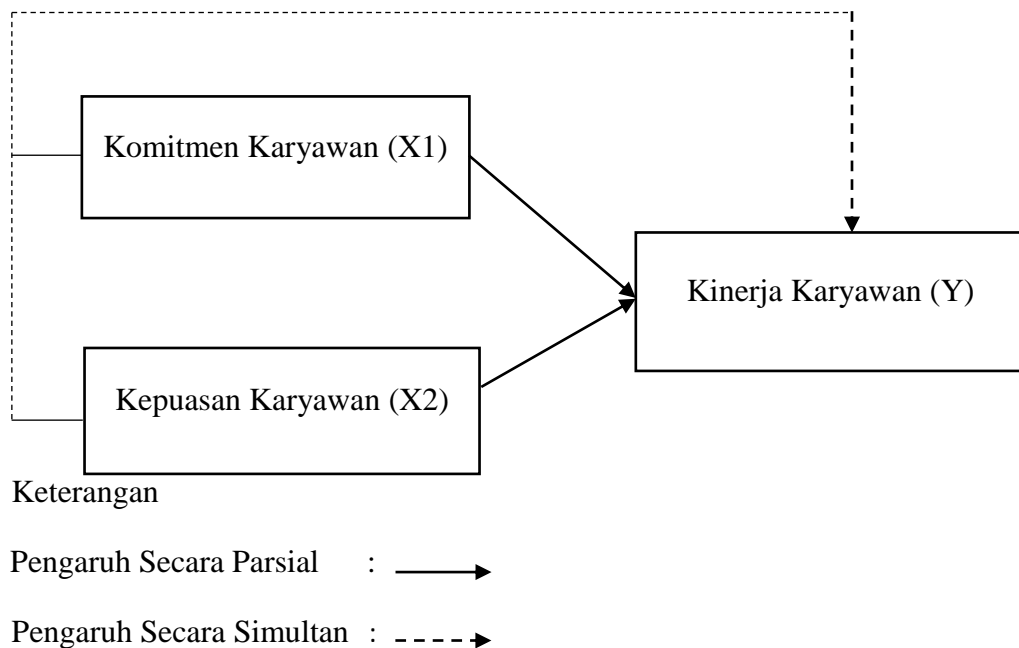 Komitmen Karyawan (X1)
Kinerja Karyawan (Y)
Kepuasan Karyawan (X2)
Keterangan
Pengaruh Secara Parsial :
Pengaruh Secara Simultan :